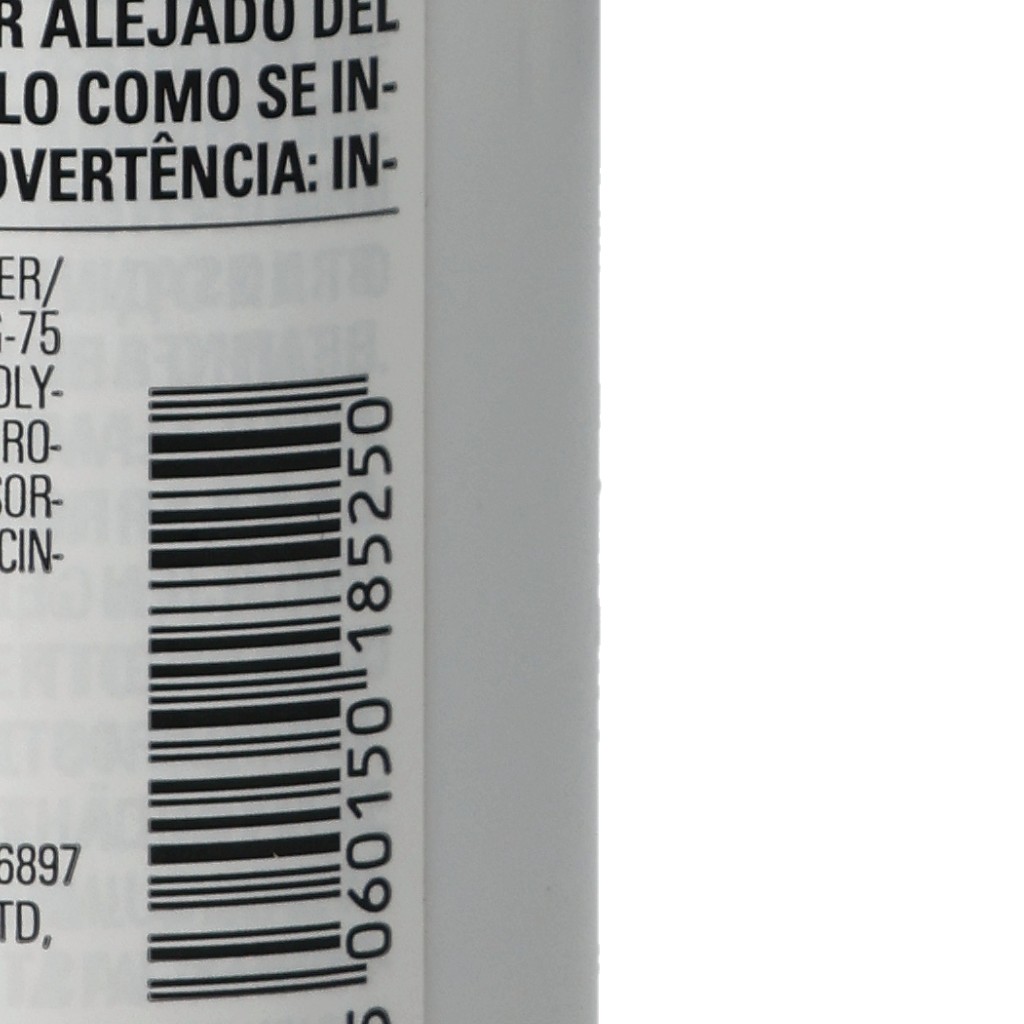 R ALEJADO DEL
LO COMO SE IN-
DVERTÊNCIA: IN-
ER/
G-75
OLY-
RO-
SOR-
CIN-
6897
TD,
5 060150 185250